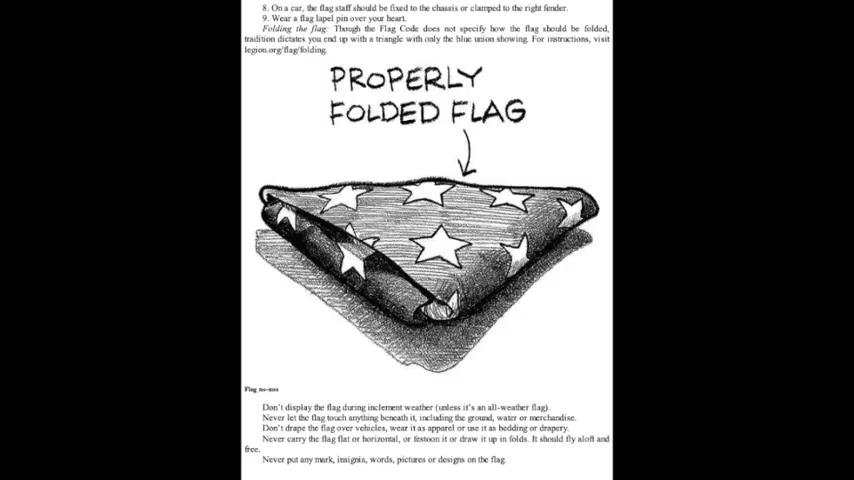 8. On a car, the flag staff should be fixed to the chassis or clamped to the right fender.
9. Wear a flag lapel pin over your heart.
Folding the flag: Though the Flag Code does not specify how the flag should be folded,
tradition dictates you end up with a triangle with only the blue union showing. For instructions, visit
legion.org/flag/folding.
PROPERLY
FOLDED FLAG
Flag no-nos
Don't display the flag during inclement weather (unless it's an all-weather flag).
Never let the flag touch anything beneath it, including the ground, water or merchandise.
Don't drape the flag over vehicles, wear it as apparel or use it as bedding or drapery.
Never carry the flag flat or horizontal, or festoon it or draw it up in folds. It should fly aloft and
free.
Never put any mark, insignia, words, pictures or designs on the flag.